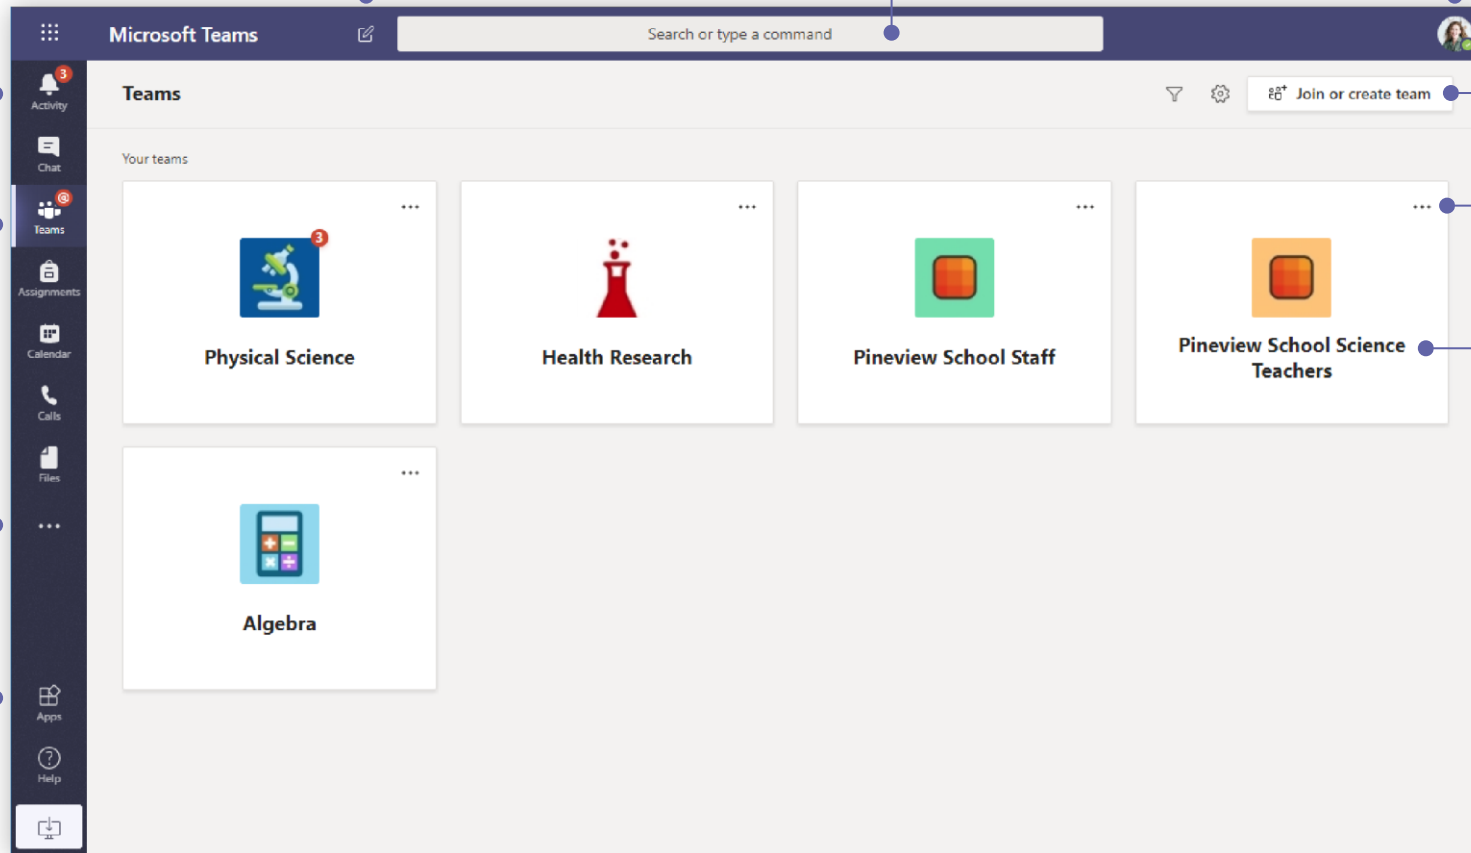 Microsoft Teams
Search or type a command
3
Activity
Teams
Join or create team
Chat
Your teams
@
Teams
3
Assignments
Calendar
Physical Science
Health Research
Pineview School Staff
Pineview School Science
Teachers
Calls
Files
Algebra
Apps
Help